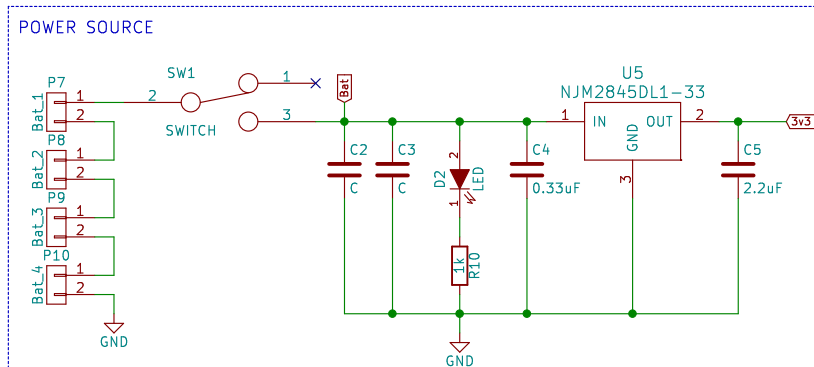 POWER SOURCE
P7
1
2
Bat_1
P8
1
2
Bat_2
P9
1
2
Bat_3
P10
1
2
Bat_4
GND
SW1
2
1
3
SWITCH
Bat
C2
C
C3
C
D2
2
1
LED
1k
R10
GND
C4
0.33uF
U5
NJM2845DL1-33
1
IN
OUT
2
GND
3
C5
2.2uF
3v3